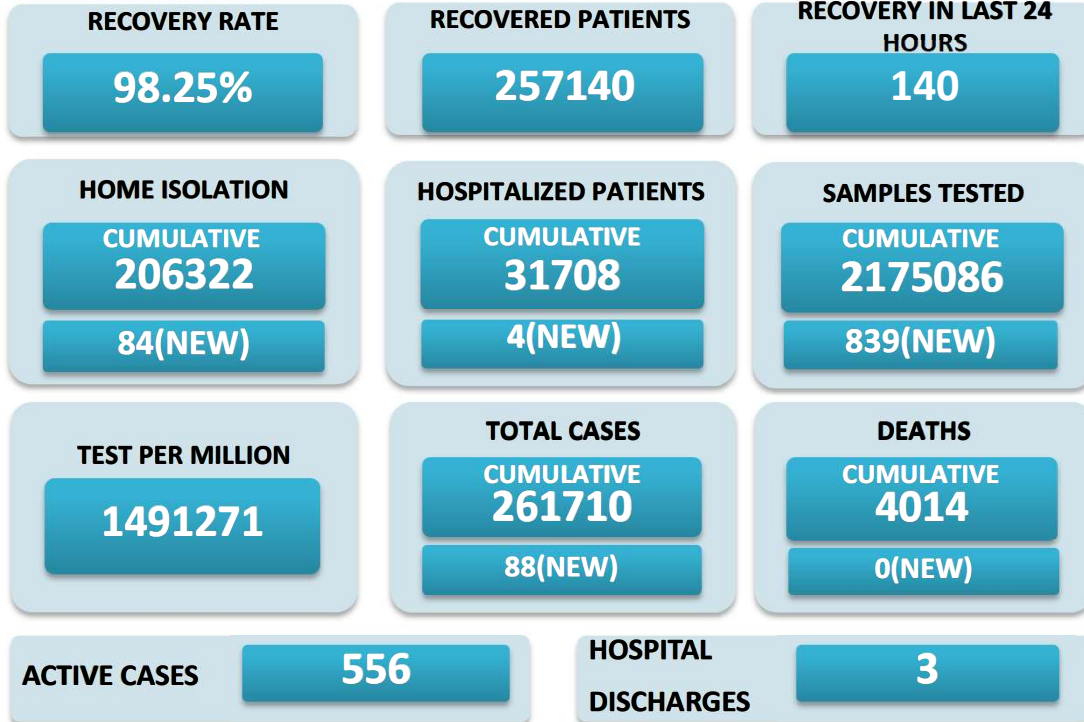 RECOVERY RATE
98.25%
RECOVERED PATIENTS
257140
RECOVERY IN LAST 24
HOURS
140
HOME ISOLATION
CUMULATIVE
206322
84(NEW)
HOSPITALIZED PATIENTS
CUMULATIVE
31708
4(NEW)
SAMPLES TESTED
CUMULATIVE
2175086
839(NEW)
TEST PER MILLION
1491271
TOTAL CASES
CUMULATIVE
261710
88(NEW)
DEATHS
CUMULATIVE
4014
0(NEW)
ACTIVE CASES
556
HOSPITAL
DISCHARGES
3